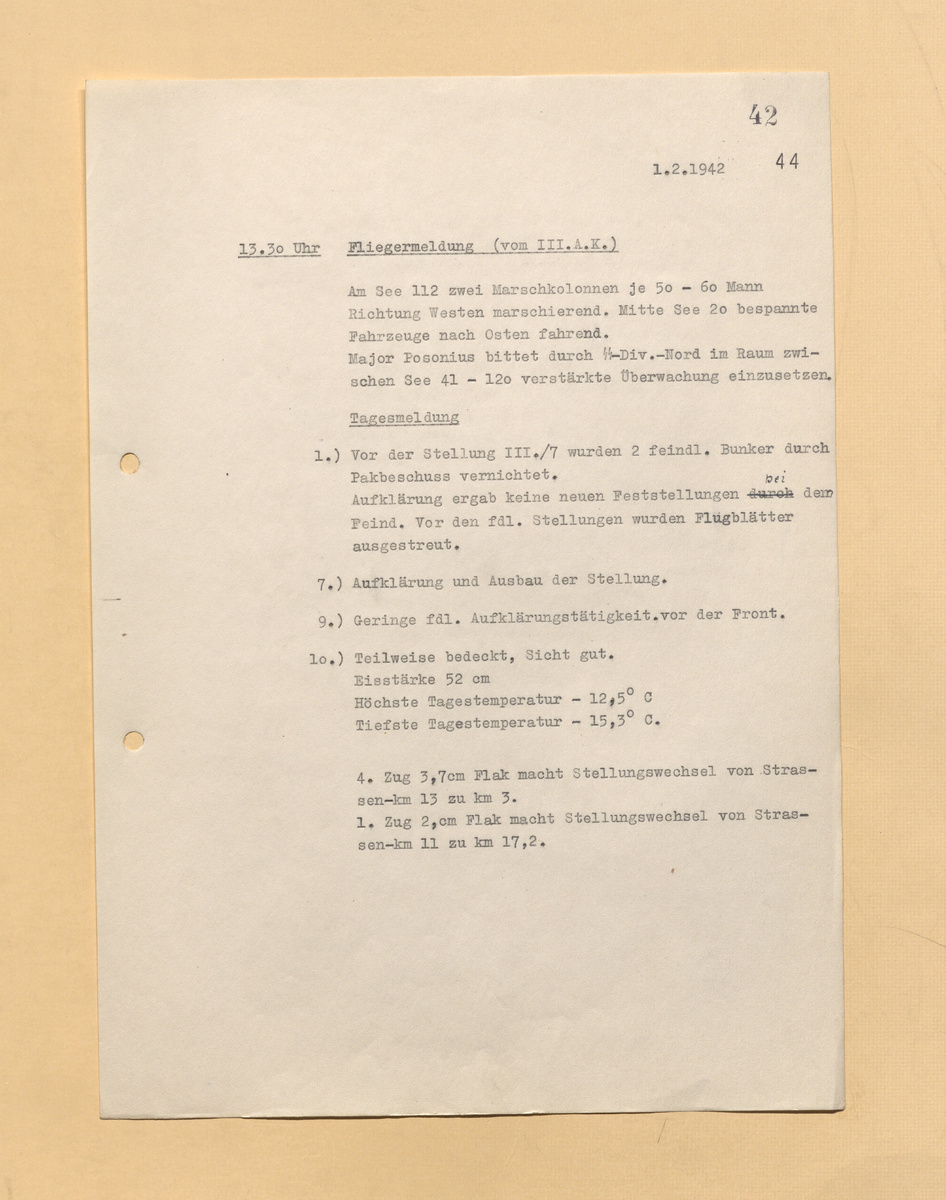 42
1.2.1942 44
13.3o Uhr Fliegermeldung (vom III.A.K.)
Am See 112 zwei Marschkolonnen je 5o - 6o Mann
Richtung Westen marschierend. Mitte See 2o bespannte
Fahrzeuge nach Osten fahrend.
Major Posonius bittet durch ᛋᛋ-Div.-Nord im Raum zwi-
schen See 41 - 12o verstärkte Überwachung einzusetzen.
Tagesmeldung
1.) Vor der Stellung III./7 wurden 2 feindl. Bunker durch
Pakbeschuss vernichtet.
bei
Aufklärung ergab keine neuen Feststellungen durch dem
Feind. Vor den fdl. Stellungen wurden Flugblätter
ausgestreut.
7.) Aufklärung und Ausbau der Stellung.
9.) Geringe fdl. Aufklärungstätigkeit.vor der Front.
1o.) Teilweise bedeckt, Sicht gut.
Eisstärke 52 cm
Höchste Tagestemperatur - 12,5° C
Tiefste Tagestemperatur - 15,3° C.
4. Zug 3,7cm Flak macht Stellungswechsel von Stras-
sen-km 13 zu km 3.
1. Zug 2,cm Flak macht Stellungswechsel von Stras-
sen-km 11 zu km 17,2.